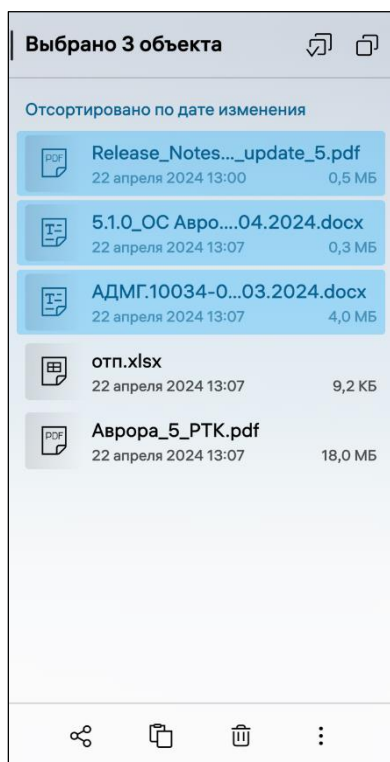 Выбрано 3 объекта
Отсортировано по дате изменения
PDF
Release_Notes..._update_5.pdf
22 апреля 2024 13:00 0,5 МБ
5.1.0_ОС Авро....04.2024.docx
22 апреля 2024 13:07 0,3 МБ
АДМГ.10034-0...03.2024.docx
22 апреля 2024 13:07 4,0 МБ
отп.xlsx
22 апреля 2024 13:07 9,2 КБ
PDF
Аврора_5_РТК.pdf
22 апреля 2024 13:07 18,0 МБ